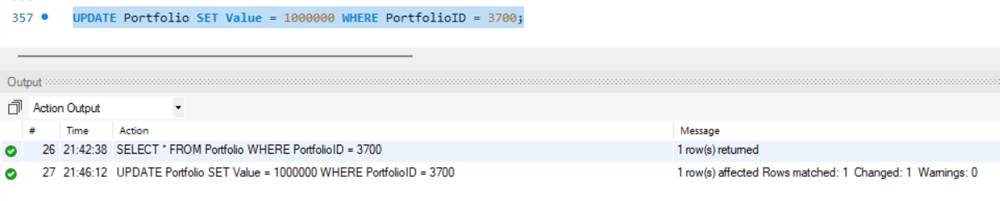 357 UPDATE Portfolio SET Value = 1000000 WHERE PortfolioID = 3700;
Output
Action Output
# Time Action Message
26 21:42:38 SELECT * FROM Portfolio WHERE PortfolioID = 3700 1 row(s) returned
27 21:46:12 UPDATE Portfolio SET Value = 1000000 WHERE PortfolioID = 3700 1 row(s) affected Rows matched: 1 Changed: 1 Warnings: 0